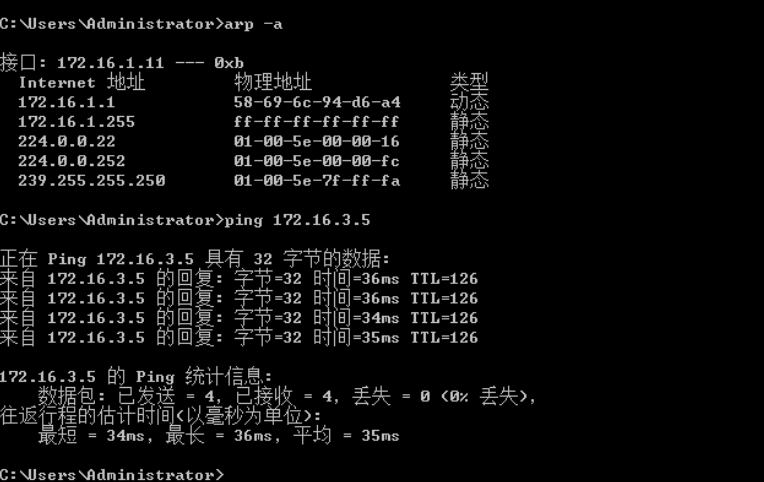 C:\Users\Administrator>arp -a
接口: 172.16.1.11 --- 0xb
Internet 地址 物理地址 类型
172.16.1.1 58-69-6c-94-d6-a4 动态
172.16.1.255 ff-ff-ff-ff-ff-ff 静态
224.0.0.22 01-00-5e-00-00-16 静态
224.0.0.252 01-00-5e-00-00-fc 静态
239.255.255.250 01-00-5e-7f-ff-fa 静态
C:\Users\Administrator>ping 172.16.3.5
正在 Ping 172.16.3.5 具有 32 字节的数据:
来自 172.16.3.5 的回复: 字节=32 时间=36ms TTL=126
来自 172.16.3.5 的回复: 字节=32 时间=36ms TTL=126
来自 172.16.3.5 的回复: 字节=32 时间=34ms TTL=126
来自 172.16.3.5 的回复: 字节=32 时间=35ms TTL=126
172.16.3.5 的 Ping 统计信息:
数据包: 已发送 = 4, 已接收 = 4, 丢失 = 0 (0% 丢失),
往返行程的估计时间(以毫秒为单位):
最短 = 34ms, 最长 = 36ms, 平均 = 35ms
C:\Users\Administrator>